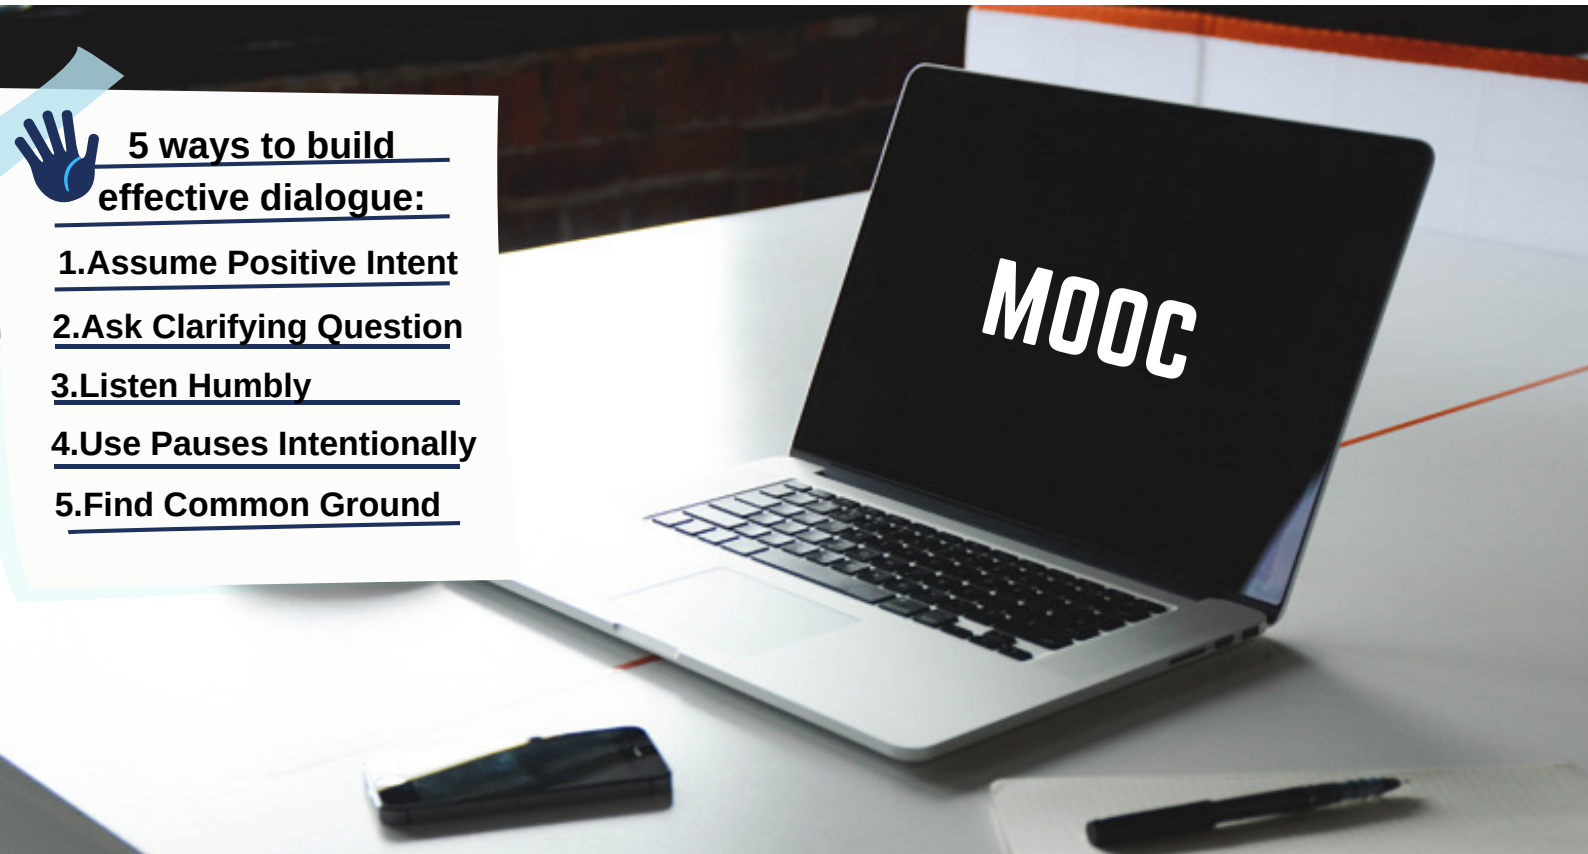 5 ways to build
effective dialogue:
1.Assume Positive Intent
2.Ask Clarifying Question
3.Listen Humbly
4.Use Pauses Intentionally
5.Find Common Ground
MOOC